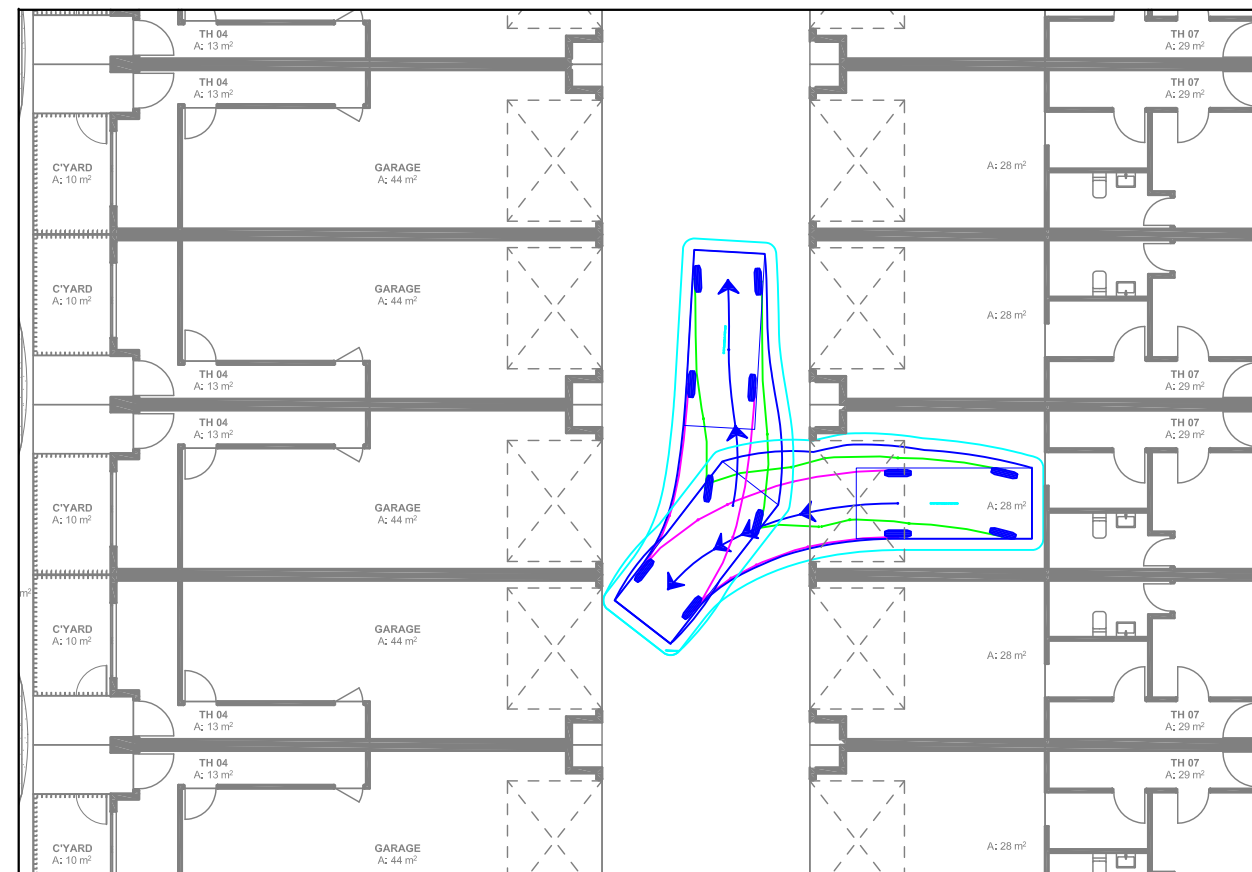 TH 04
A: 13 m²
TH 07
A: 29 m²
TH 04
A: 13 m²
TH 07
A: 29 m²
C'YARD
A: 10 m²
GARAGE
A: 44 m²
A: 28 m²
C'YARD
A: 10 m²
GARAGE
A: 44 m²
A: 28 m²
TH 04
A: 13 m²
TH 07
A: 29 m²
TH 04
A: 13 m²
TH 07
A: 29 m²
C'YARD
A: 10 m²
GARAGE
A: 44 m²
A: 28 m²
m²
C'YARD
A: 10 m²
GARAGE
A: 44 m²
A: 28 m²
TH 04
A: 13 m²
TH 07
A: 29 m²
TH 04
A: 13 m²
TH 07
A: 29 m²
C'YARD
A: 10 m²
GARAGE
A: 44 m²
A: 28 m²